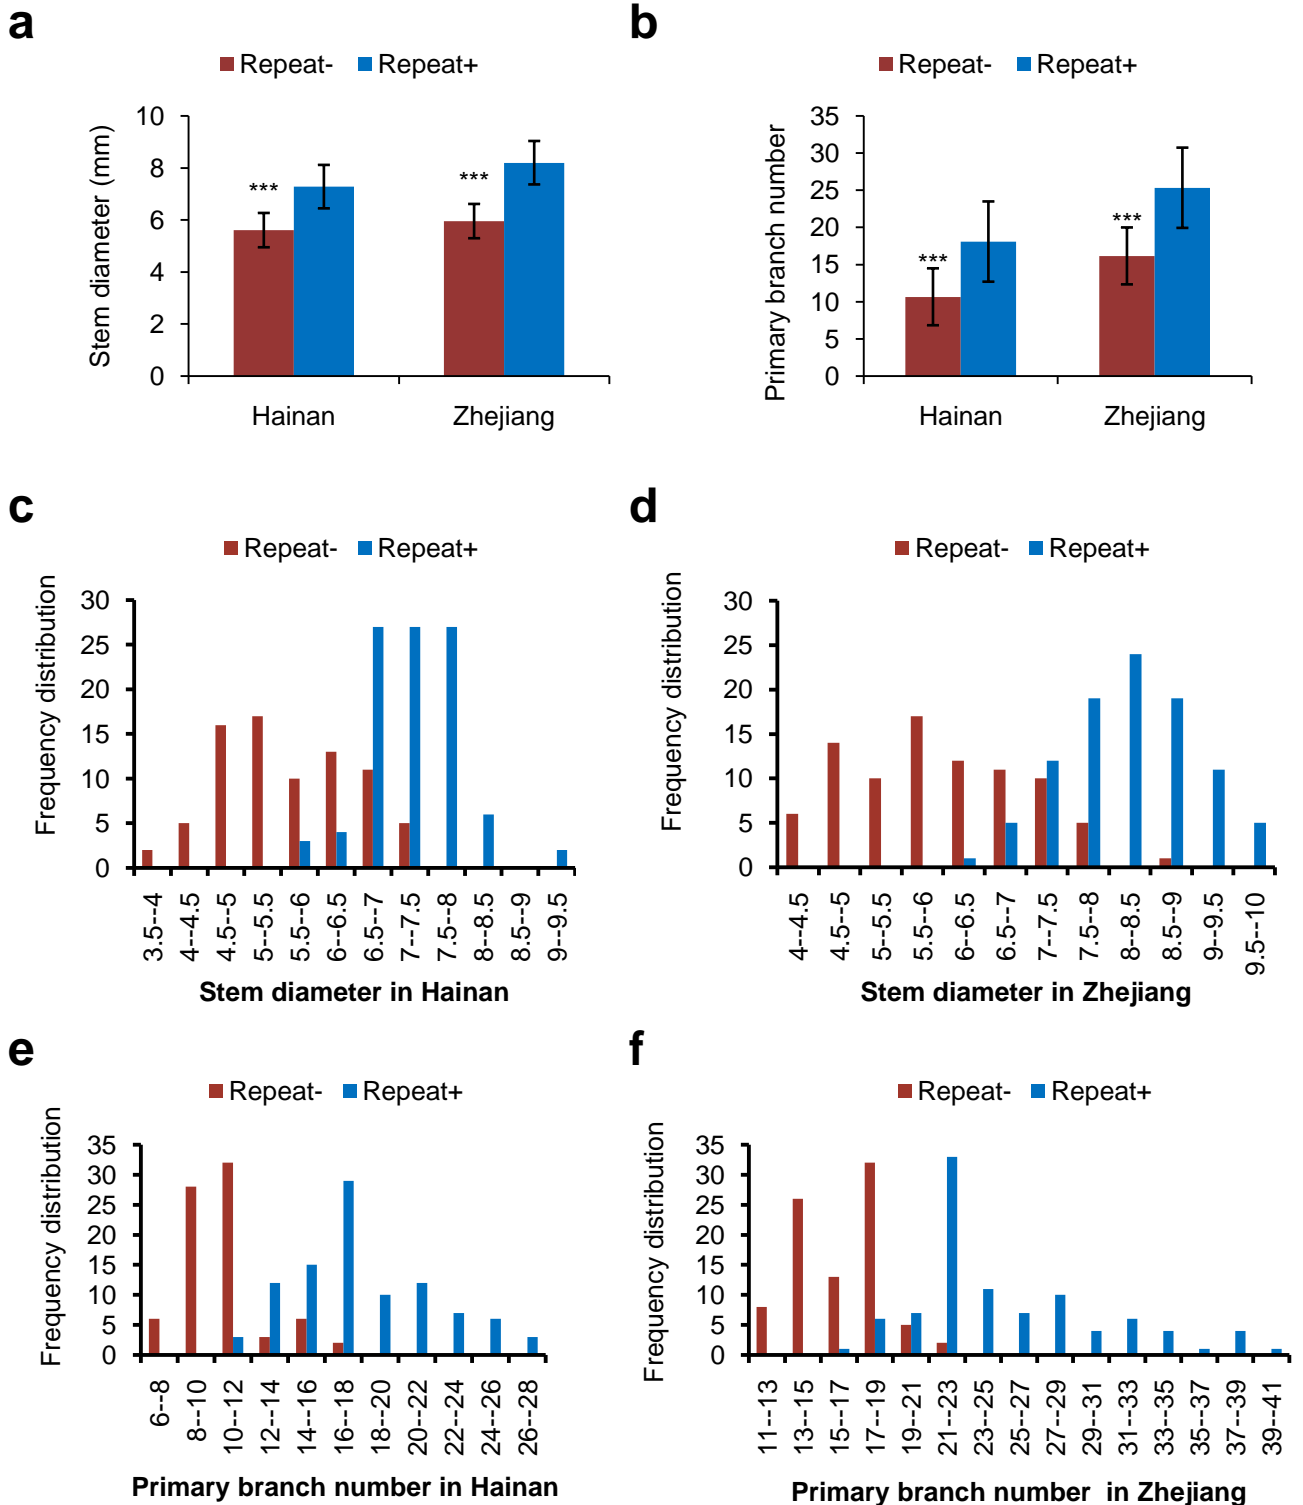 a
Repeat- Repeat+
Stem diameter (mm)
10
8
6
4
2
0
***
***
Hainan Zhejiang
b
Repeat- Repeat+
Primary branch number
35
30
25
20
15
10
5
0
***
***
Hainan Zhejiang
c
Repeat- Repeat+
Frequency distribution
30
25
20
15
10
5
0
3.5--4 4--4.5 4.5--5 5--5.5 5.5--6 6--6.5 6.5--7 7--7.5 7.5--8 8--8.5 8.5--9 9--9.5
Stem diameter in Hainan
d
Repeat- Repeat+
Frequency distribution
30
25
20
15
10
5
0
4--4.5 4.5--5 5--5.5 5.5--6 6--6.5 6.5--7 7--7.5 7.5--8 8--8.5 8.5--9 9--9.5 9.5--10
Stem diameter in Zhejiang
e
Repeat- Repeat+
Frequency distribution
35
30
25
20
15
10
5
0
6--8 8--10 10--12 12--14 14--16 16--18 18--20 20--22 22--24 24--26 26--28
Primary branch number in Hainan
f
Repeat- Repeat+
Frequency distribution
35
30
25
20
15
10
5
0
11--13 13--15 15--17 17--19 19--21 21--23 23--25 25--27 27--29 29--31 31--33 33--35 35--37 37--39 39--41
Primary branch number in Zhejiang